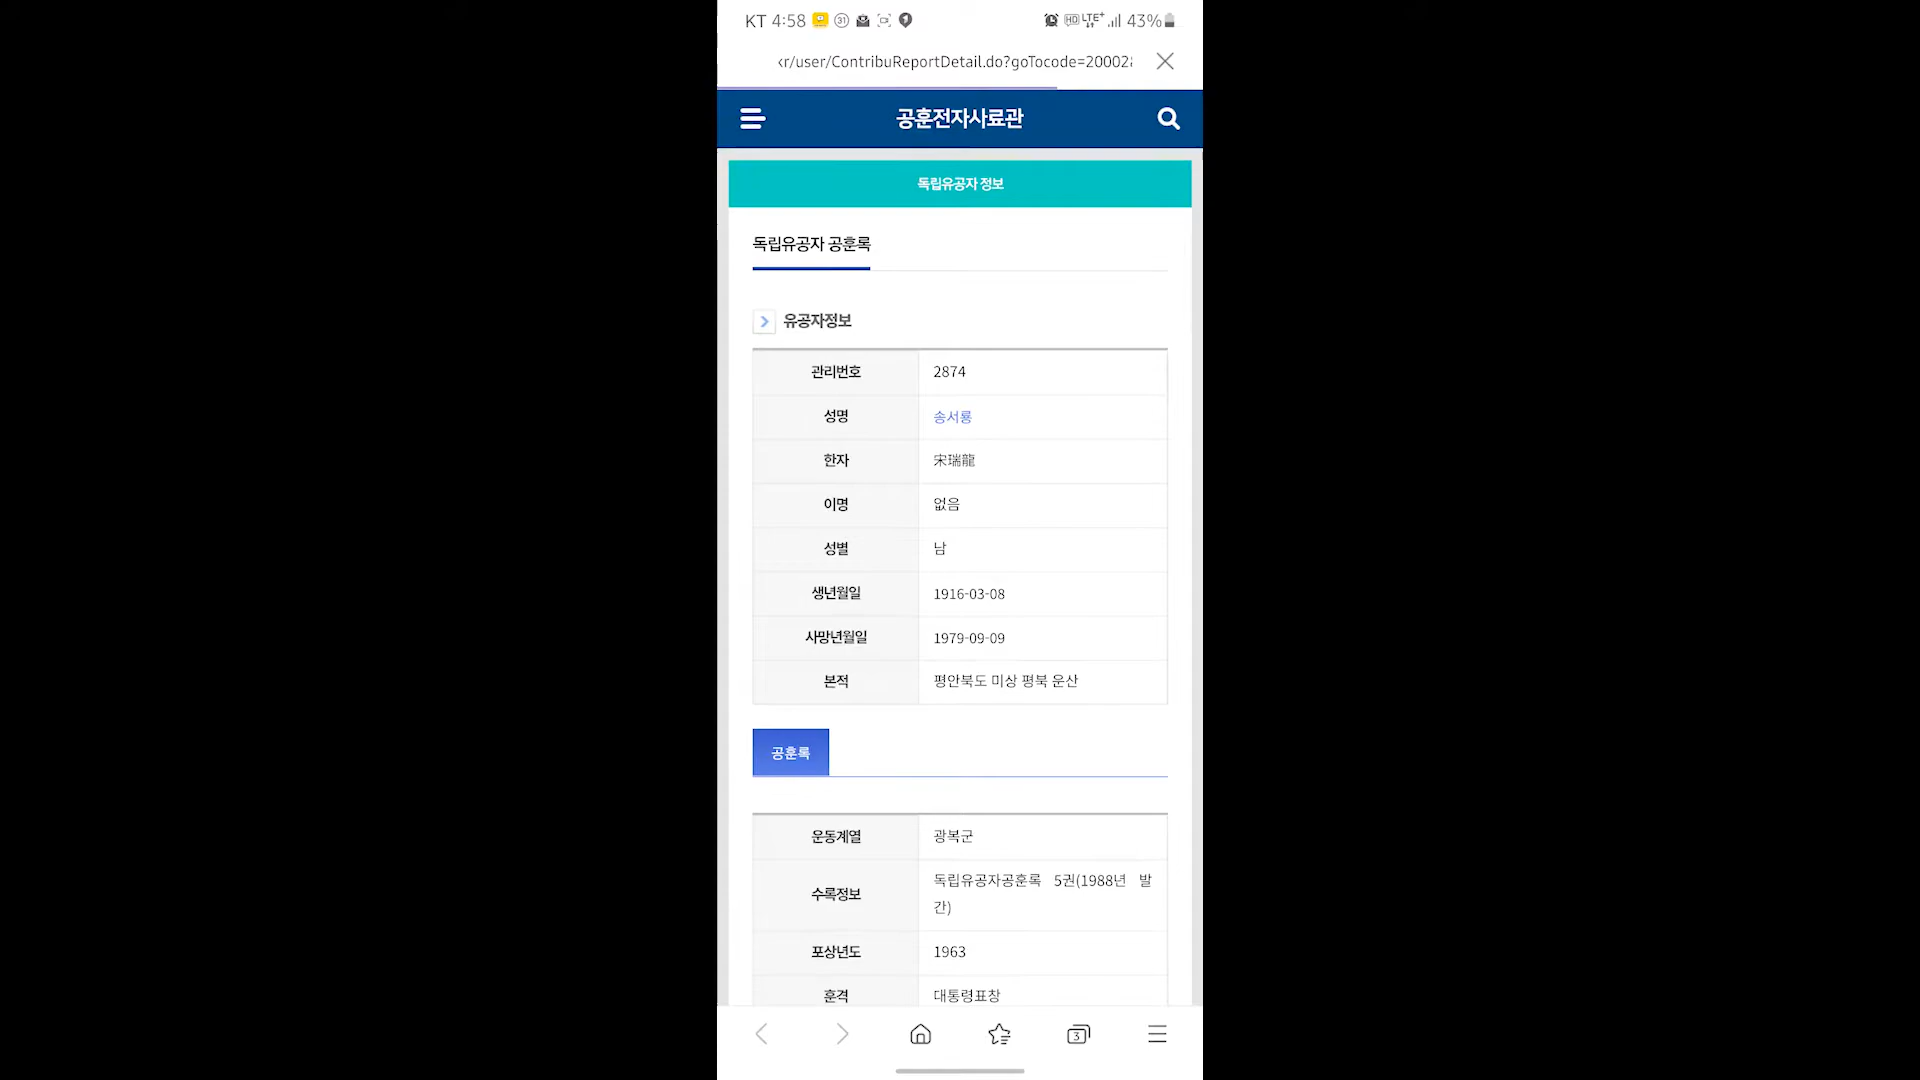 KT 4:58 31 HD LTE+ 43%
r/user/ContribuReportDetail.do?goTocode=20002
공훈전자사료관
독립유공자 정보
독립유공자 공훈록
유공자정보
관리번호 2874
성명 송서룡
한자 宋瑞龍
이명 없음
성별 남
생년월일 1916-03-08
사망년월일 1979-09-09
본적 평안북도 미상 평북 운산
공훈록
운동계열 광복군
수록정보 독립유공자공훈록 5권(1988년 발
간)
포상년도 1963
훈격 대통령표창
3